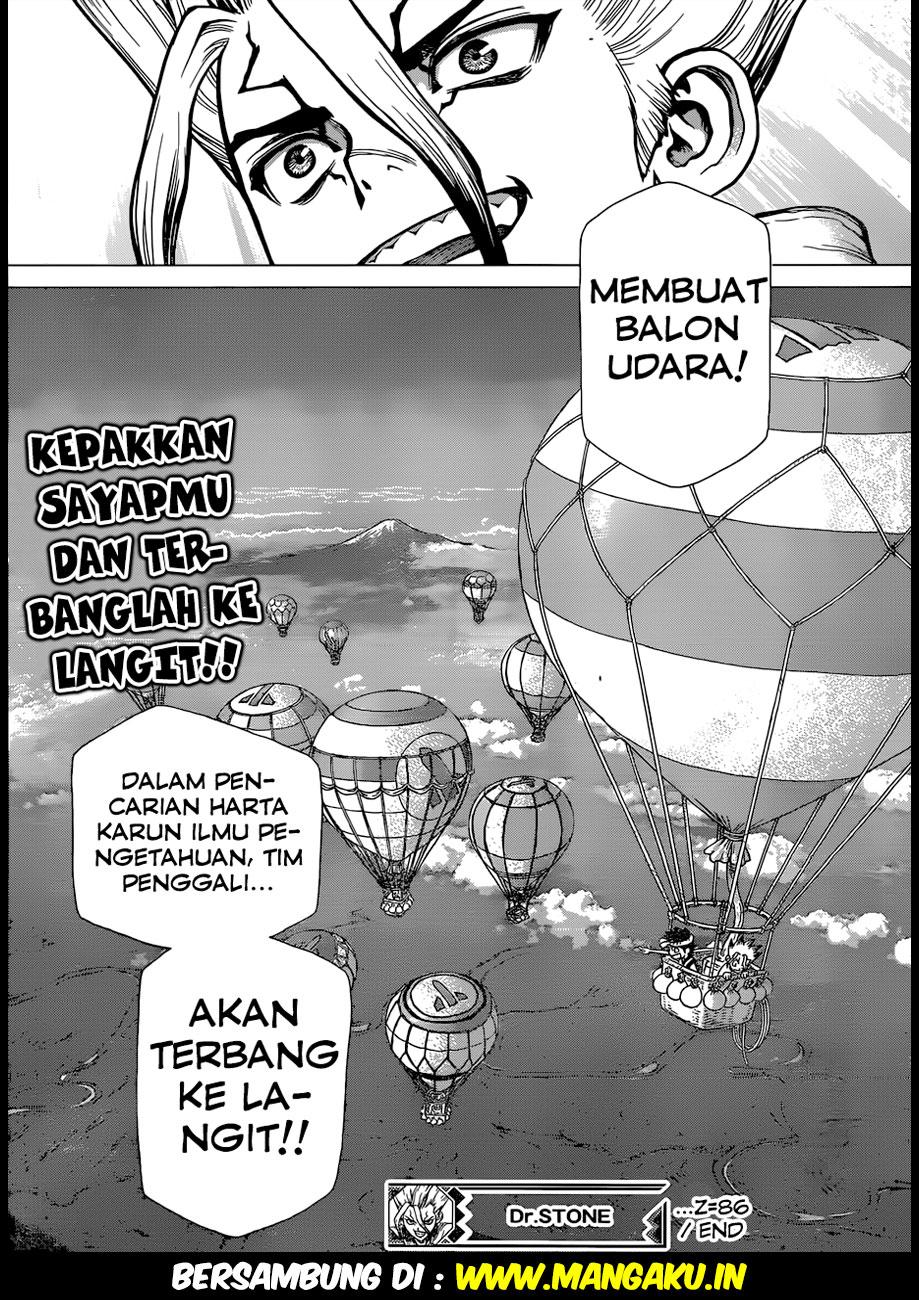 MEMBUAT
BALON
UDARA!
KEPAKKAN
SAYAPMU
DAN TER-
BANGLAH KE
LANGIT!!
DALAM PEN-
CARIAN HARTA
KARUN ILMU PE-
NGETAHUAN, TIM
PENGGALI...
AKAN
TERBANG
KE LA-
NGIT!!
Dr.STONE
...Z=86
/ END
BERSAMBUNG DI : WWW.MANGAKU.IN